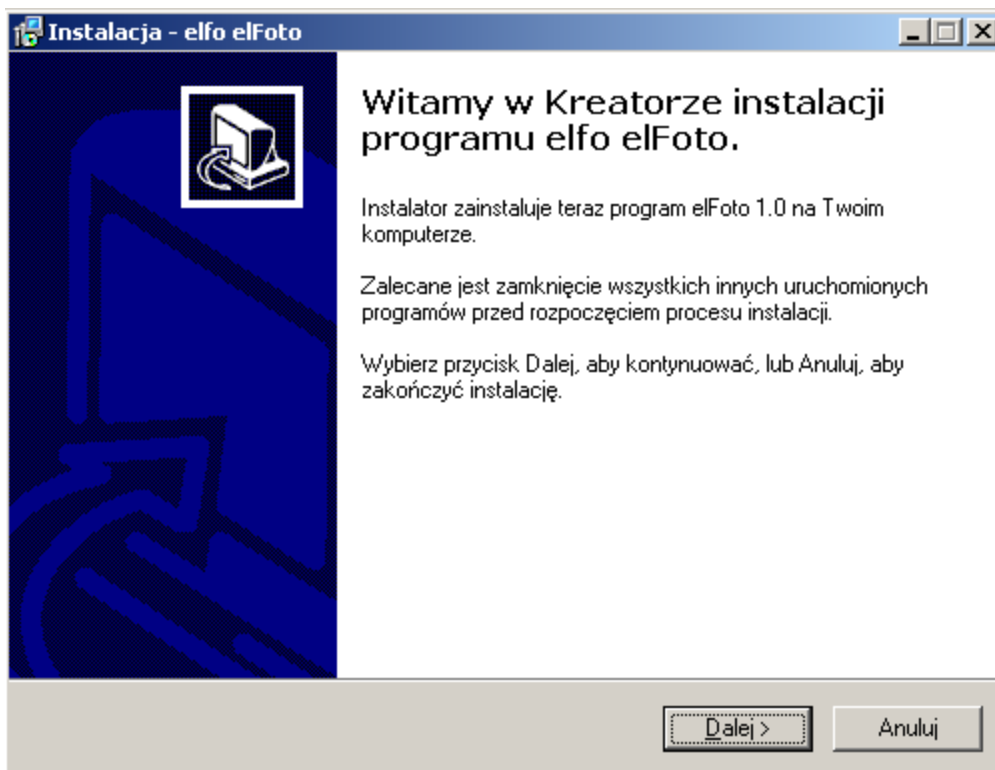 Instalacja - elfo elFoto
Witamy w Kreatorze instalacji
programu elfo elFoto.
Instalator zainstaluje teraz program elFoto 1.0 na Twoim
komputerze.
Zalecane jest zamknięcie wszystkich innych uruchomionych
programów przed rozpoczęciem procesu instalacji.
Wybierz przycisk Dalej, aby kontynuować, lub Anuluj, aby
zakończyć instalację.
Dalej > Anuluj